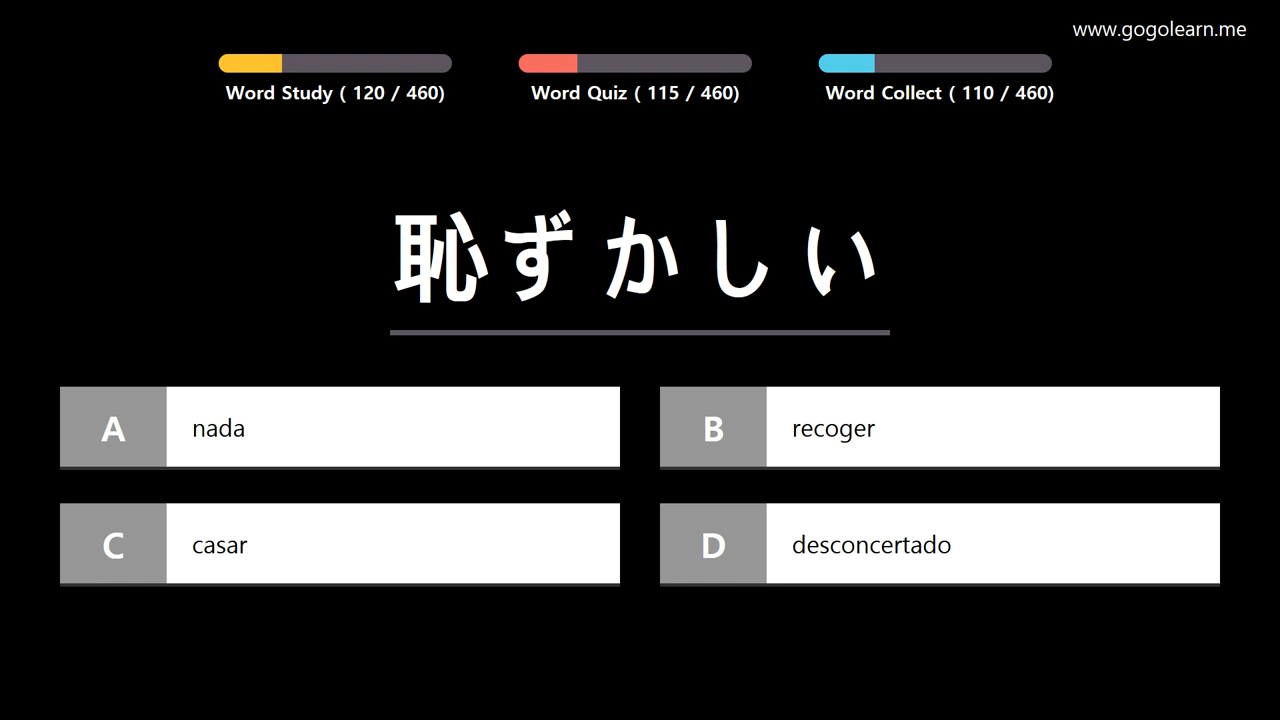 www.gogolearn.me
Word Study ( 120 / 460)
Word Quiz ( 115 / 460)
Word Collect ( 110 / 460)
恥ずかしい
A nada
B recoger
C casar
D desconcertado